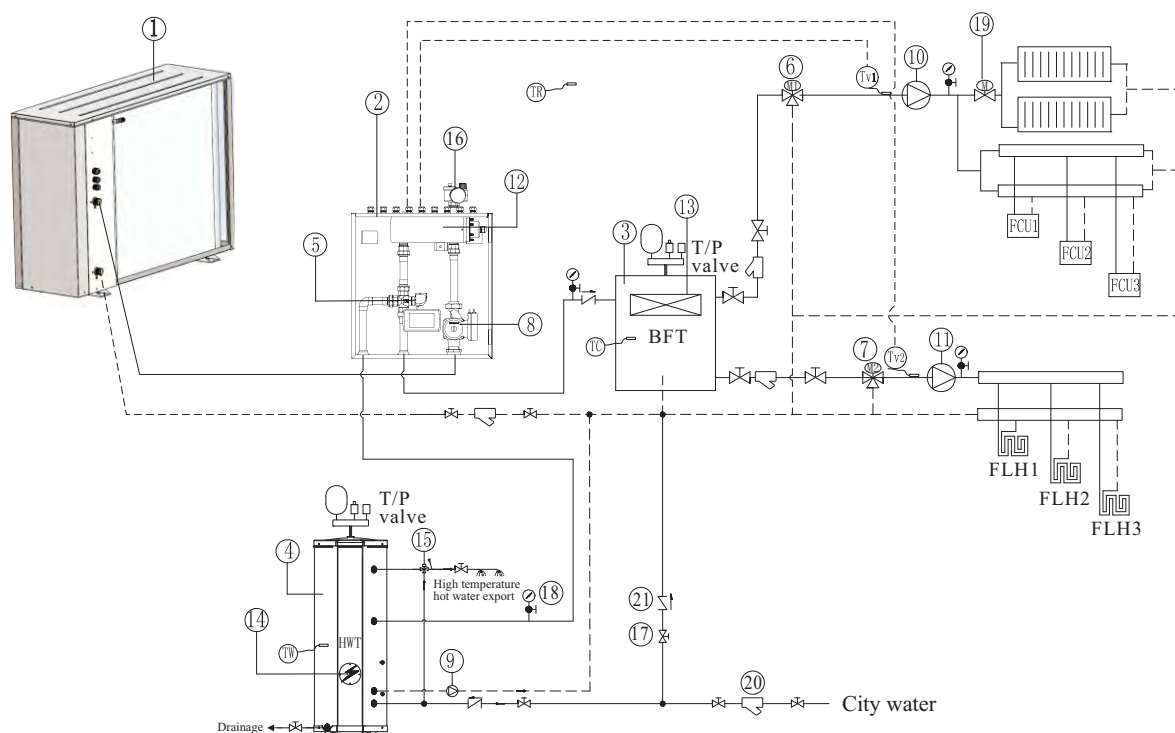 1
19
10
6
Tv1
M1
M
2
TR
16
12
13
3
T/P
valve
5
FCU1
FCU2
FCU3
BFT
8
TC
11
7
Tv2
M2
FLH1
FLH2
FLH3
T/P
valve
4
15
High temperature
hot water export
18
21
14
TW
HWT
17
9
20
City water
Drainage